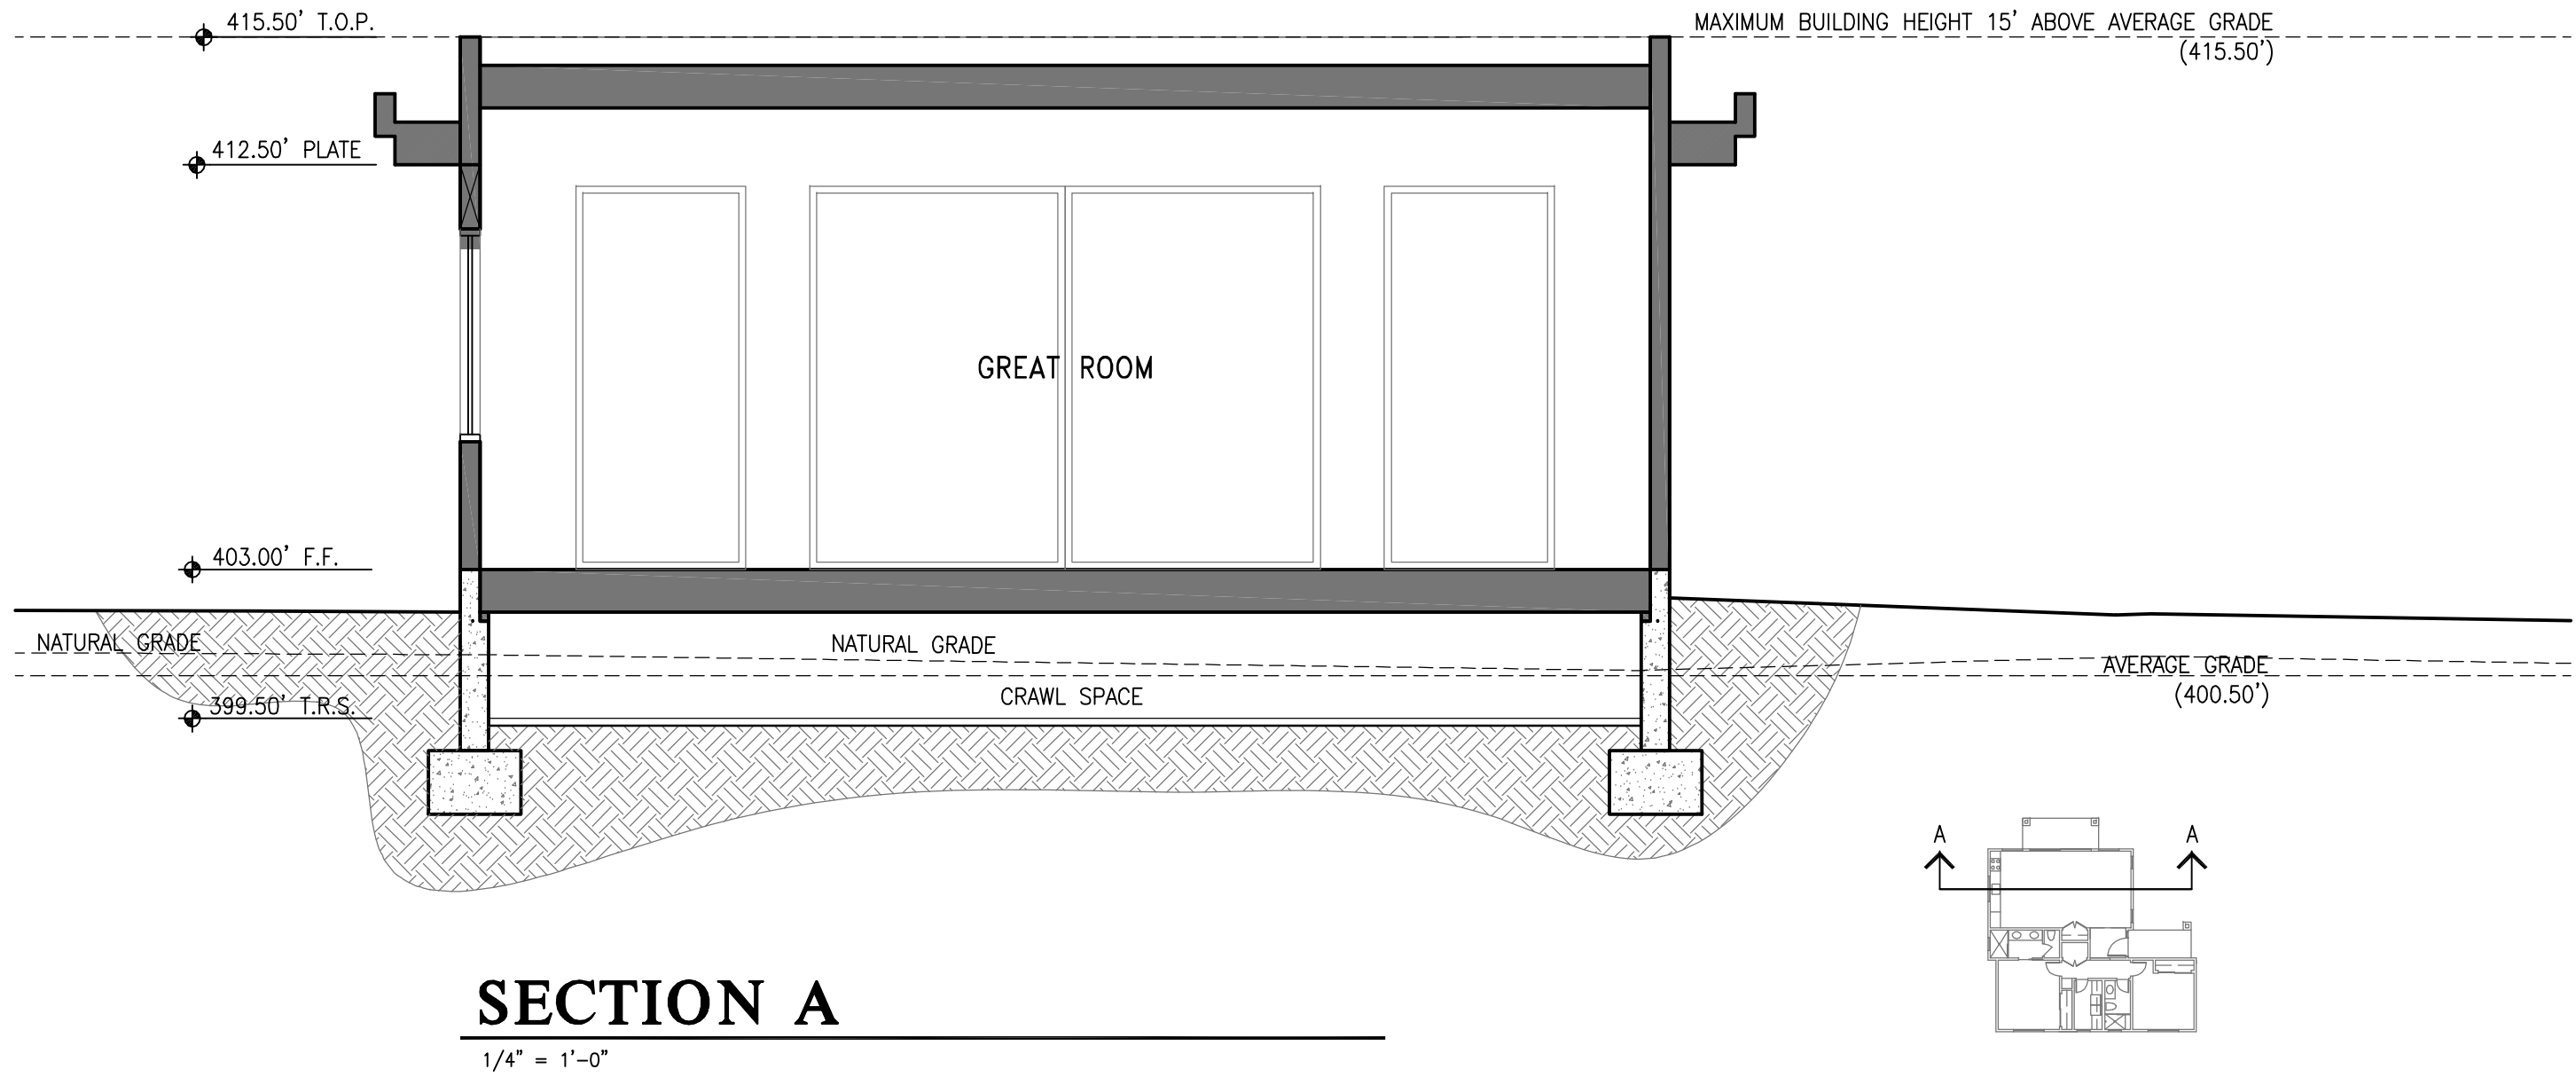 415.50' T.O.P.
MAXIMUM BUILDING HEIGHT 15' ABOVE AVERAGE GRADE
(415.50')
412.50' PLATE
GREAT ROOM
403.00' F.F.
NATURAL GRADE
NATURAL GRADE
AVERAGE GRADE
(400.50')
CRAWL SPACE
399.50' T.R.S.
A
A
SECTION A
1/4" = 1'-0"